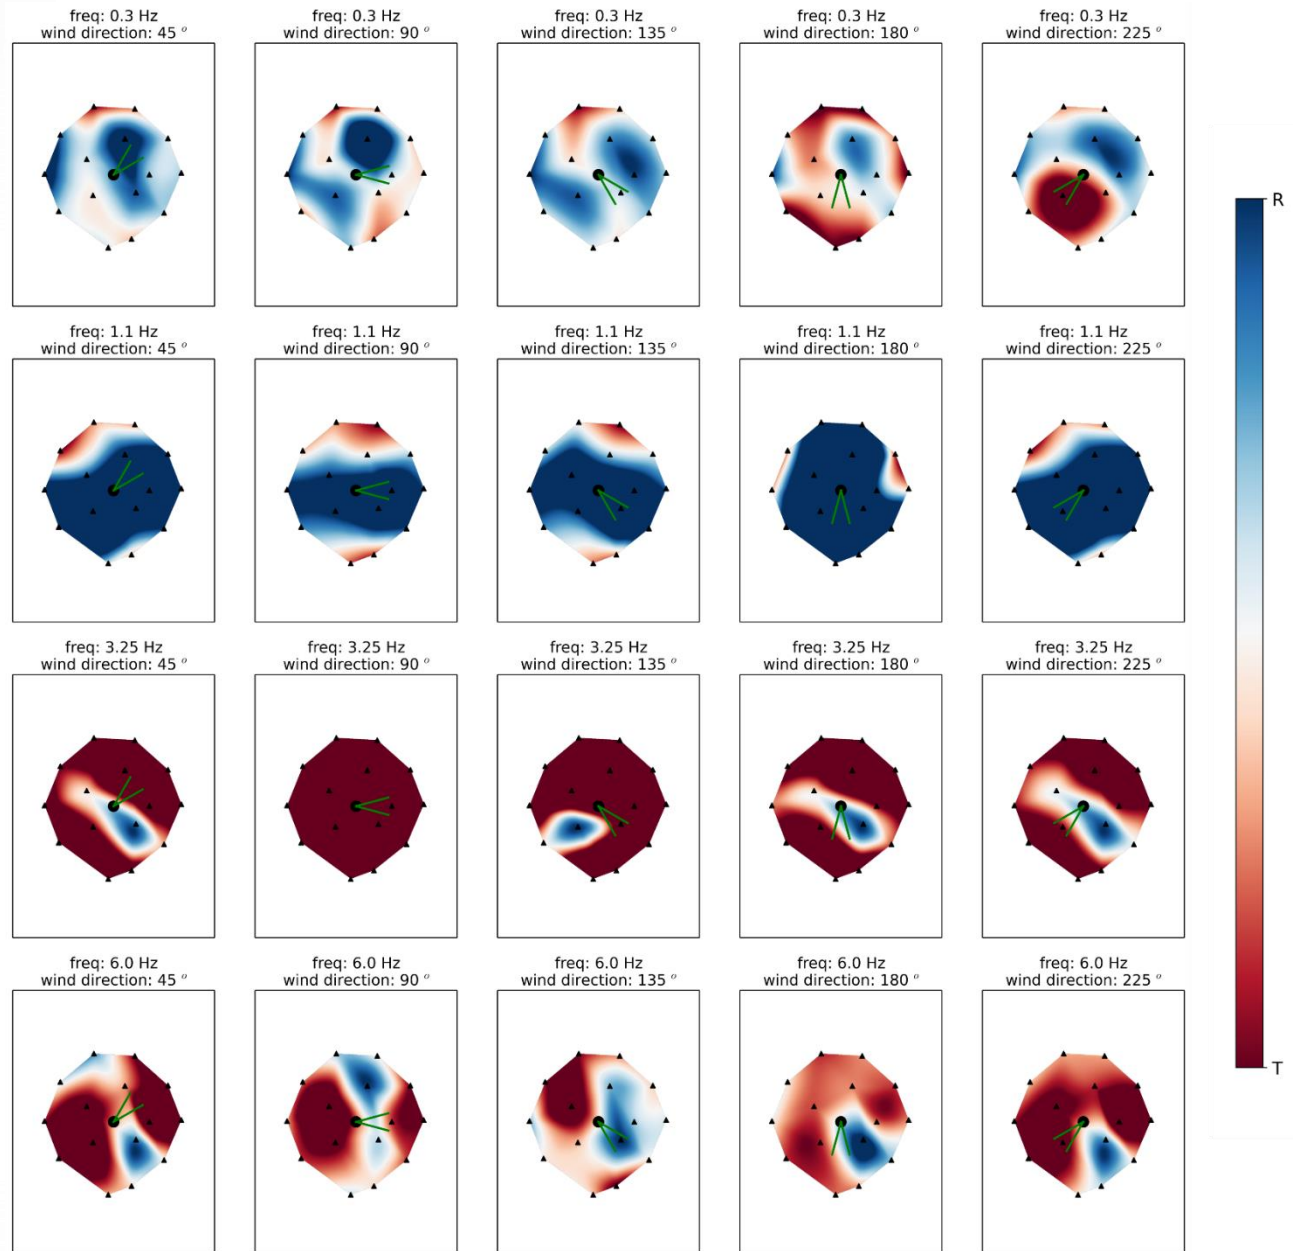 freq: 0.3 Hz
wind direction: 45 °
freq: 0.3 Hz
wind direction: 90 °
freq: 0.3 Hz
wind direction: 135 °
freq: 0.3 Hz
wind direction: 180 °
freq: 0.3 Hz
wind direction: 225 °
R
freq: 1.1 Hz
wind direction: 45 °
freq: 1.1 Hz
wind direction: 90 °
freq: 1.1 Hz
wind direction: 135 °
freq: 1.1 Hz
wind direction: 180 °
freq: 1.1 Hz
wind direction: 225 °
freq: 3.25 Hz
wind direction: 45 °
freq: 3.25 Hz
wind direction: 90 °
freq: 3.25 Hz
wind direction: 135 °
freq: 3.25 Hz
wind direction: 180 °
freq: 3.25 Hz
wind direction: 225 °
freq: 6.0 Hz
wind direction: 45 °
freq: 6.0 Hz
wind direction: 90 °
freq: 6.0 Hz
wind direction: 135 °
freq: 6.0 Hz
wind direction: 180 °
freq: 6.0 Hz
wind direction: 225 °
T